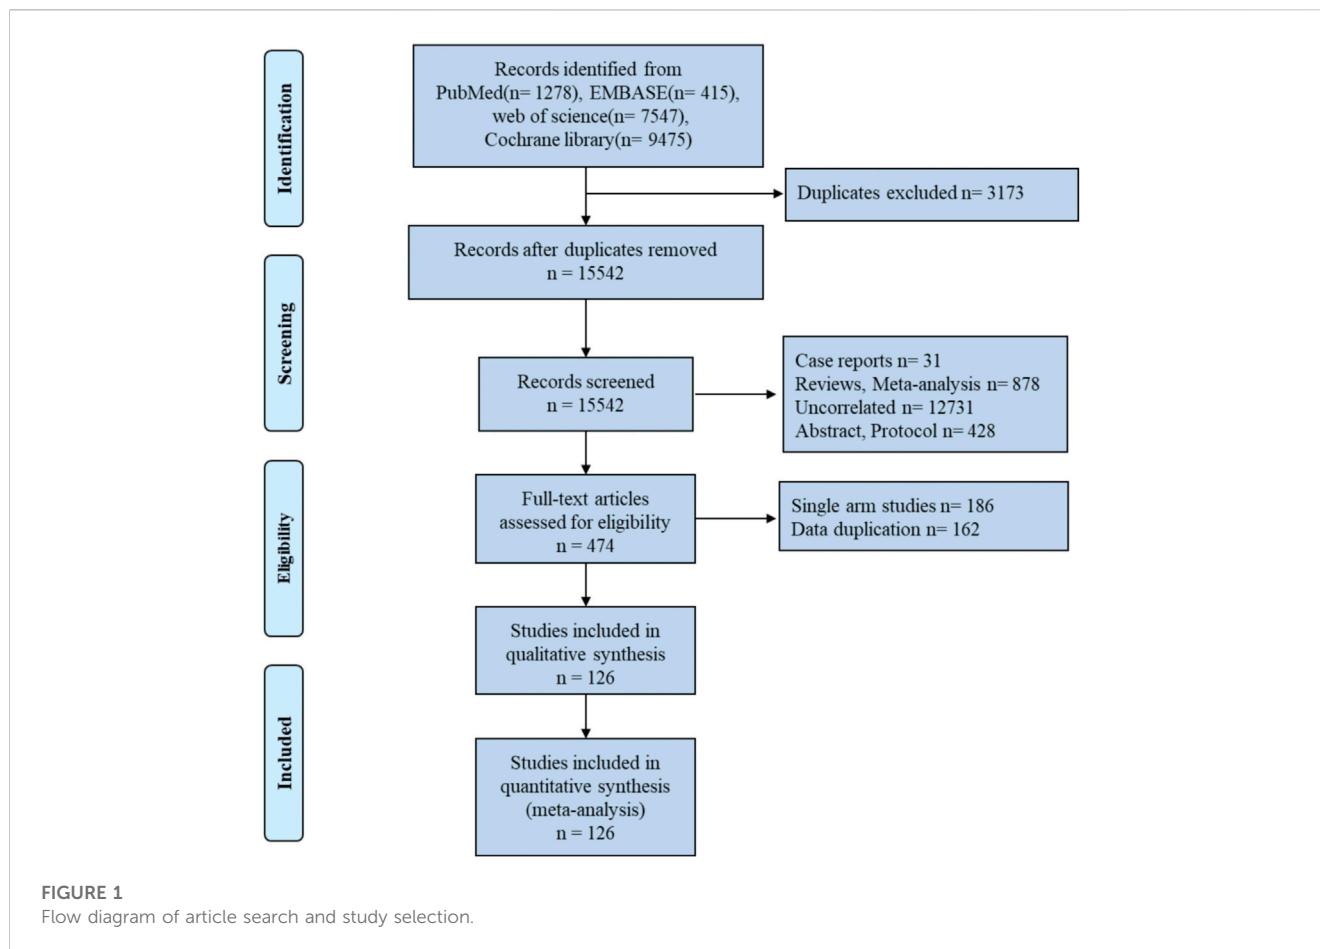 Identification
Records identified from
PubMed(n= 1278), EMBASE(n= 415),
web of science(n= 7547),
Cochrane library(n= 9475)
Duplicates excluded n= 3173
Screening
Records after duplicates removed
n = 15542
Records screened
n = 15542
Case reports n= 31
Reviews, Meta-analysis n= 878
Uncorrelated n= 12731
Abstract, Protocol n= 428
Eligibility
Full-text articles
assessed for eligibility
n = 474
Single arm studies n= 186
Data duplication n= 162
Studies included in
qualitative synthesis
n = 126
Included
Studies included in
quantitative synthesis
(meta-analysis)
n = 126
FIGURE 1
Flow diagram of article search and study selection.